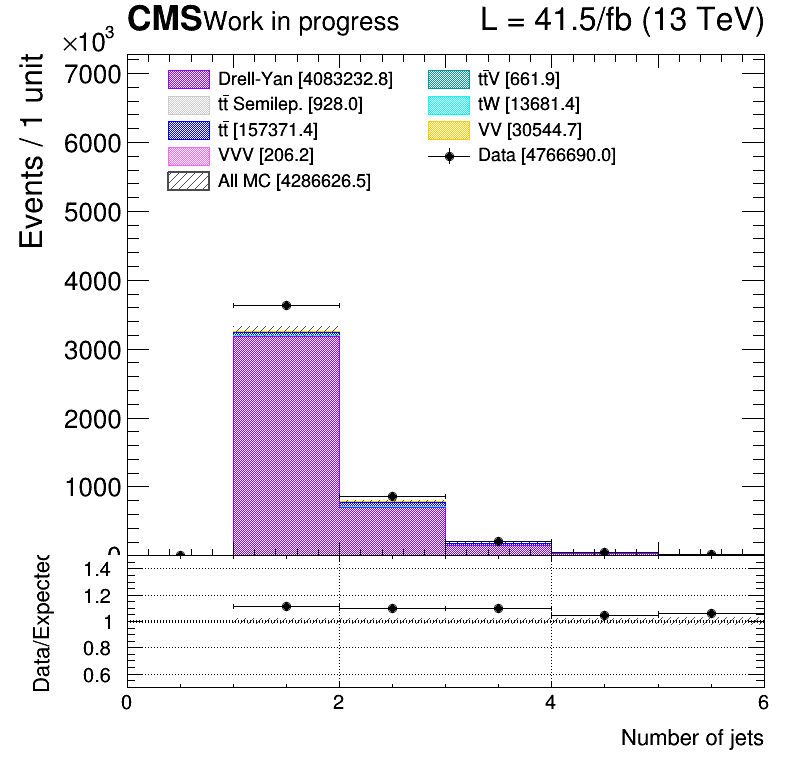 CMS Work in progress L = 41.5/fb (13 TeV)
×10³
Events / 1 unit
7000
6000
5000
4000
3000
2000
1000
0
Drell-Yan [4083232.8]
tt̄ Semilep. [928.0]
tt̄ [157371.4]
VVV [206.2]
All MC [4286626.5]
tt̄V [661.9]
tW [13681.4]
VV [30544.7]
Data [4766690.0]
Data/Expected
1.4
1.2
1
0.8
0.6
0 2 4 6
Number of jets